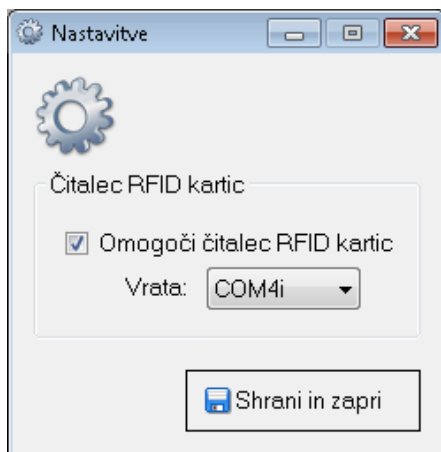 Nastavitve
Čitalec RFID kartic
Omogoči čitalec RFID kartic
Vrata: COM4i
Shrani in zapri